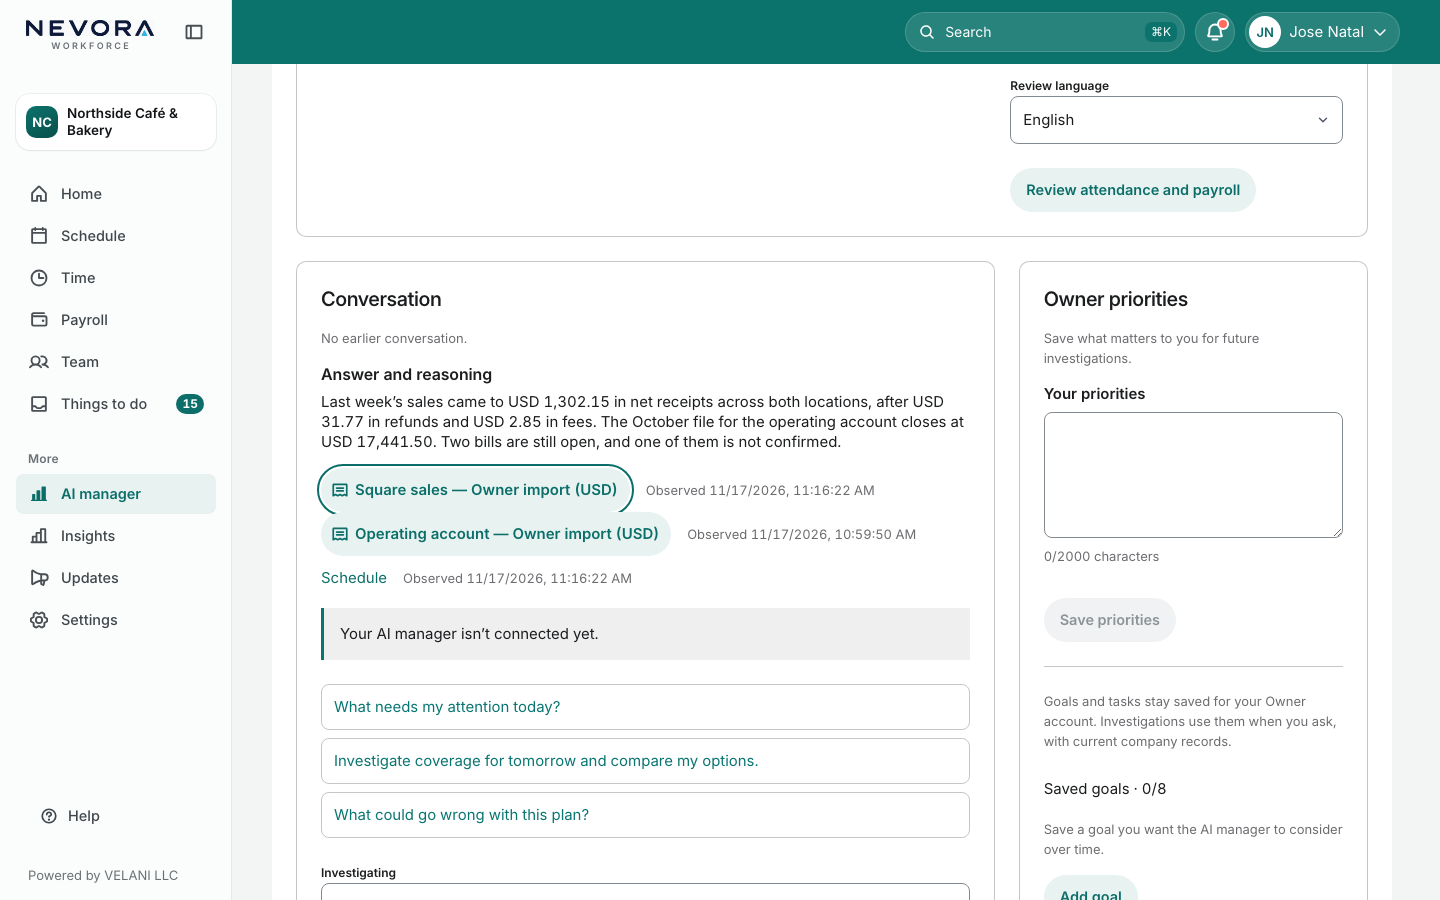 NEVORA
WORKFORCE
Search
⌘K
JN
Jose Natal
NC
Northside Café &
Bakery
Home
Schedule
Time
Payroll
Team
Things to do
15
More
AI manager
Insights
Updates
Settings
Help
Powered by VELANI LLC
Review language
English
Review attendance and payroll
Conversation
No earlier conversation.
Answer and reasoning
Last week’s sales came to USD 1,302.15 in net receipts across both locations, after USD
31.77 in refunds and USD 2.85 in fees. The October file for the operating account closes at
USD 17,441.50. Two bills are still open, and one of them is not confirmed.
Square sales — Owner import (USD)
Observed 11/17/2026, 11:16:22 AM
Operating account — Owner import (USD)
Observed 11/17/2026, 10:59:50 AM
Schedule
Observed 11/17/2026, 11:16:22 AM
Your AI manager isn’t connected yet.
What needs my attention today?
Investigate coverage for tomorrow and compare my options.
What could go wrong with this plan?
Investigating
Owner priorities
Save what matters to you for future
investigations.
Your priorities
0/2000 characters
Save priorities
Goals and tasks stay saved for your Owner
account. Investigations use them when you ask,
with current company records.
Saved goals · 0/8
Save a goal you want the AI manager to consider
over time.
Add goal